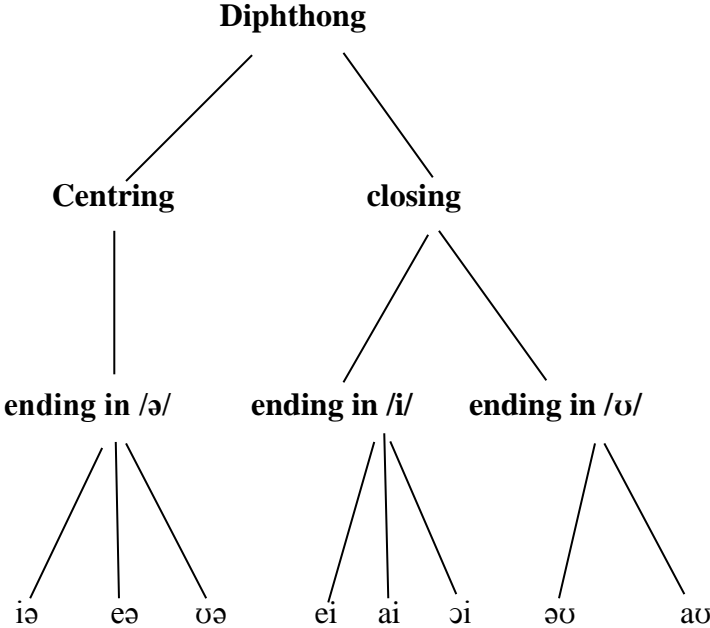 Diphthong
Centring closing
ending in /ə/ ending in /i/ ending in /ʊ/
iə eə ʊə ei ai ɔi əʊ aʊ